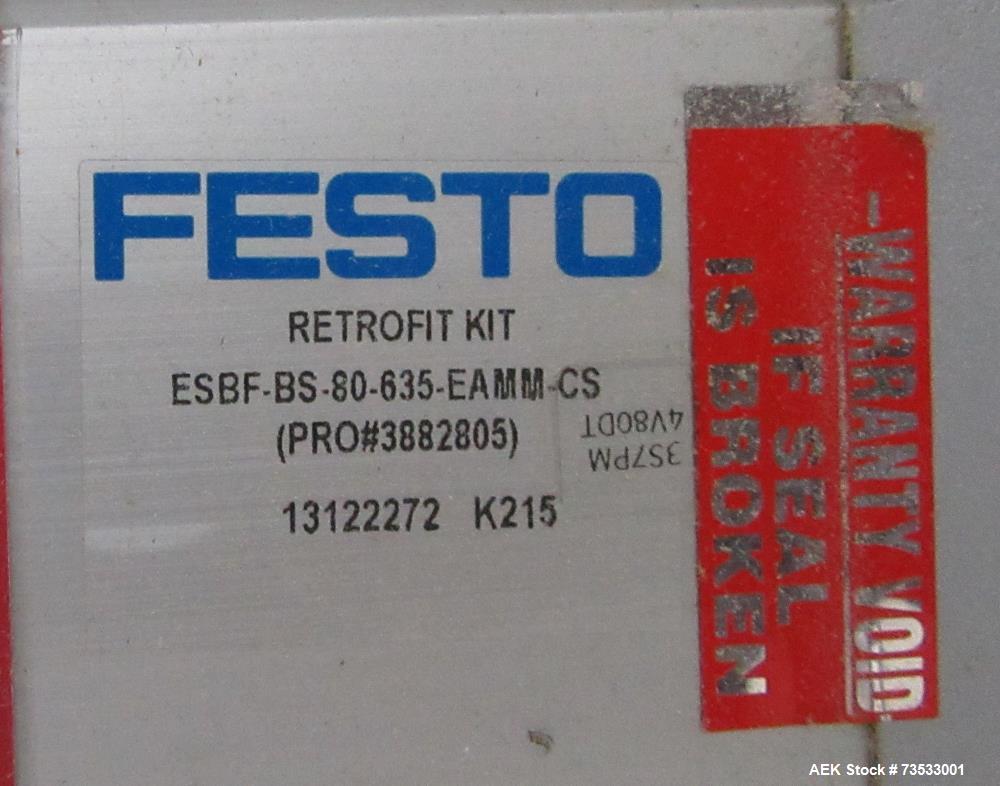 FESTO
RETROFIT KIT
ESBF-BS-80-635-EAMM-CS
(PRO#3882805)
13122272 K215
3S7PM
4V80DT
-WARRANTY VOID
IF SEAL
IS BROKEN
AEK Stock # 73533001